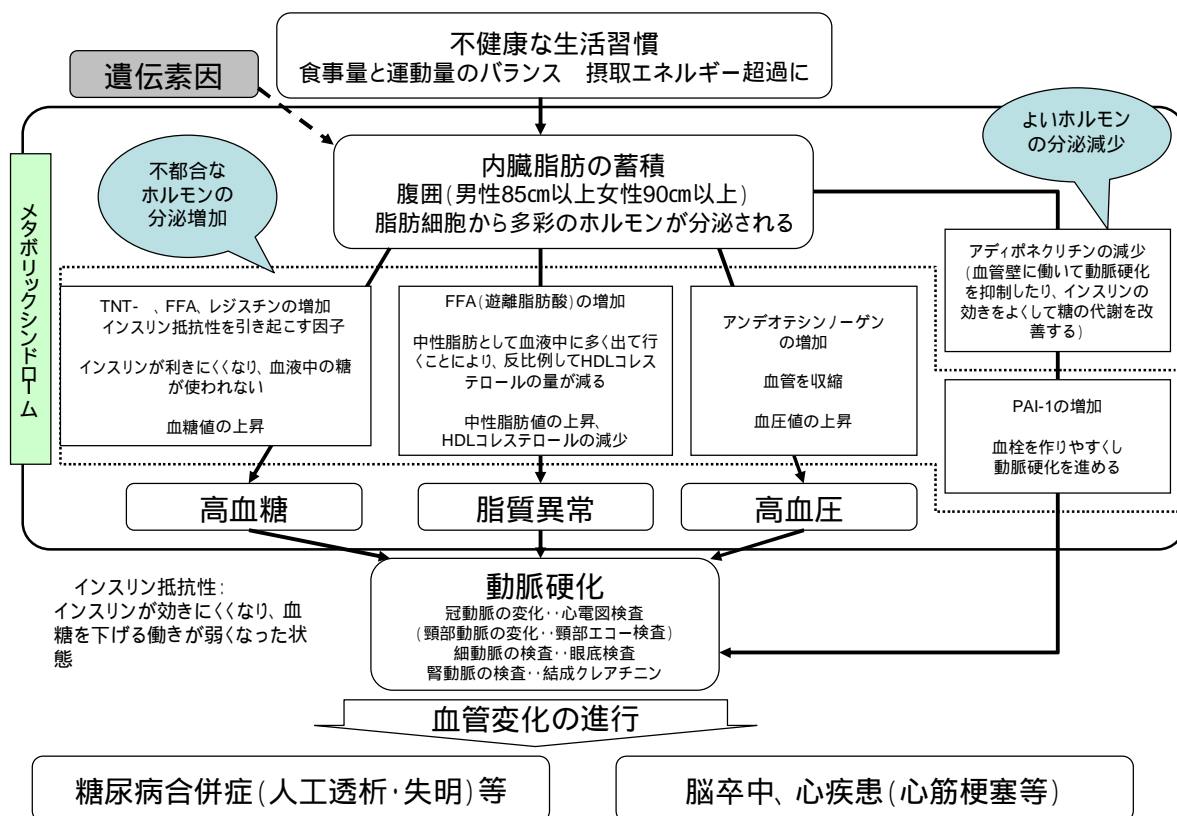 不健康な生活習慣
食事量と運動量のバランス　摂取エネルギー超過に
遺伝素因
よいホルモン
の分泌減少
不都合な
ホルモンの
分泌増加
内臓脂肪の蓄積
腹囲(男性85㎝以上女性90㎝以上)
脂肪細胞から多彩のホルモンが分泌される
メタボリックシンドローム
TNT-　、FFA、レジスチンの増加
インスリン抵抗性を引き起こす因子
インスリンが利きにくくなり、血液中の糖
が使われない
血糖値の上昇
FFA(遊離脂肪酸)の増加
中性脂肪として血液中に多く出て行
くことにより、反比例してHDLコレス
テロールの量が減る
中性脂肪値の上昇、
HDLコレステロールの減少
アンデオテシンノーゲン
の増加
血管を収縮
血圧値の上昇
アディポネクリチンの減少
(血管壁に働いて動脈硬化
を抑制したり、インスリンの
効きをよくして糖の代謝を改
善する)
PAI-1の増加
血栓を作りやすくし
動脈硬化を進める
高血糖
脂質異常
高血圧
インスリン抵抗性:
インスリンが効きにくくなり、血
糖を下げる働きが弱くなった状
態
動脈硬化
冠動脈の変化‥心電図検査
(頸部動脈の変化‥頸部エコー検査)
細動脈の検査‥眼底検査
腎動脈の検査‥結成クレアチニン
血管変化の進行
糖尿病合併症(人工透析・失明)等
脳卒中、心疾患(心筋梗塞等)